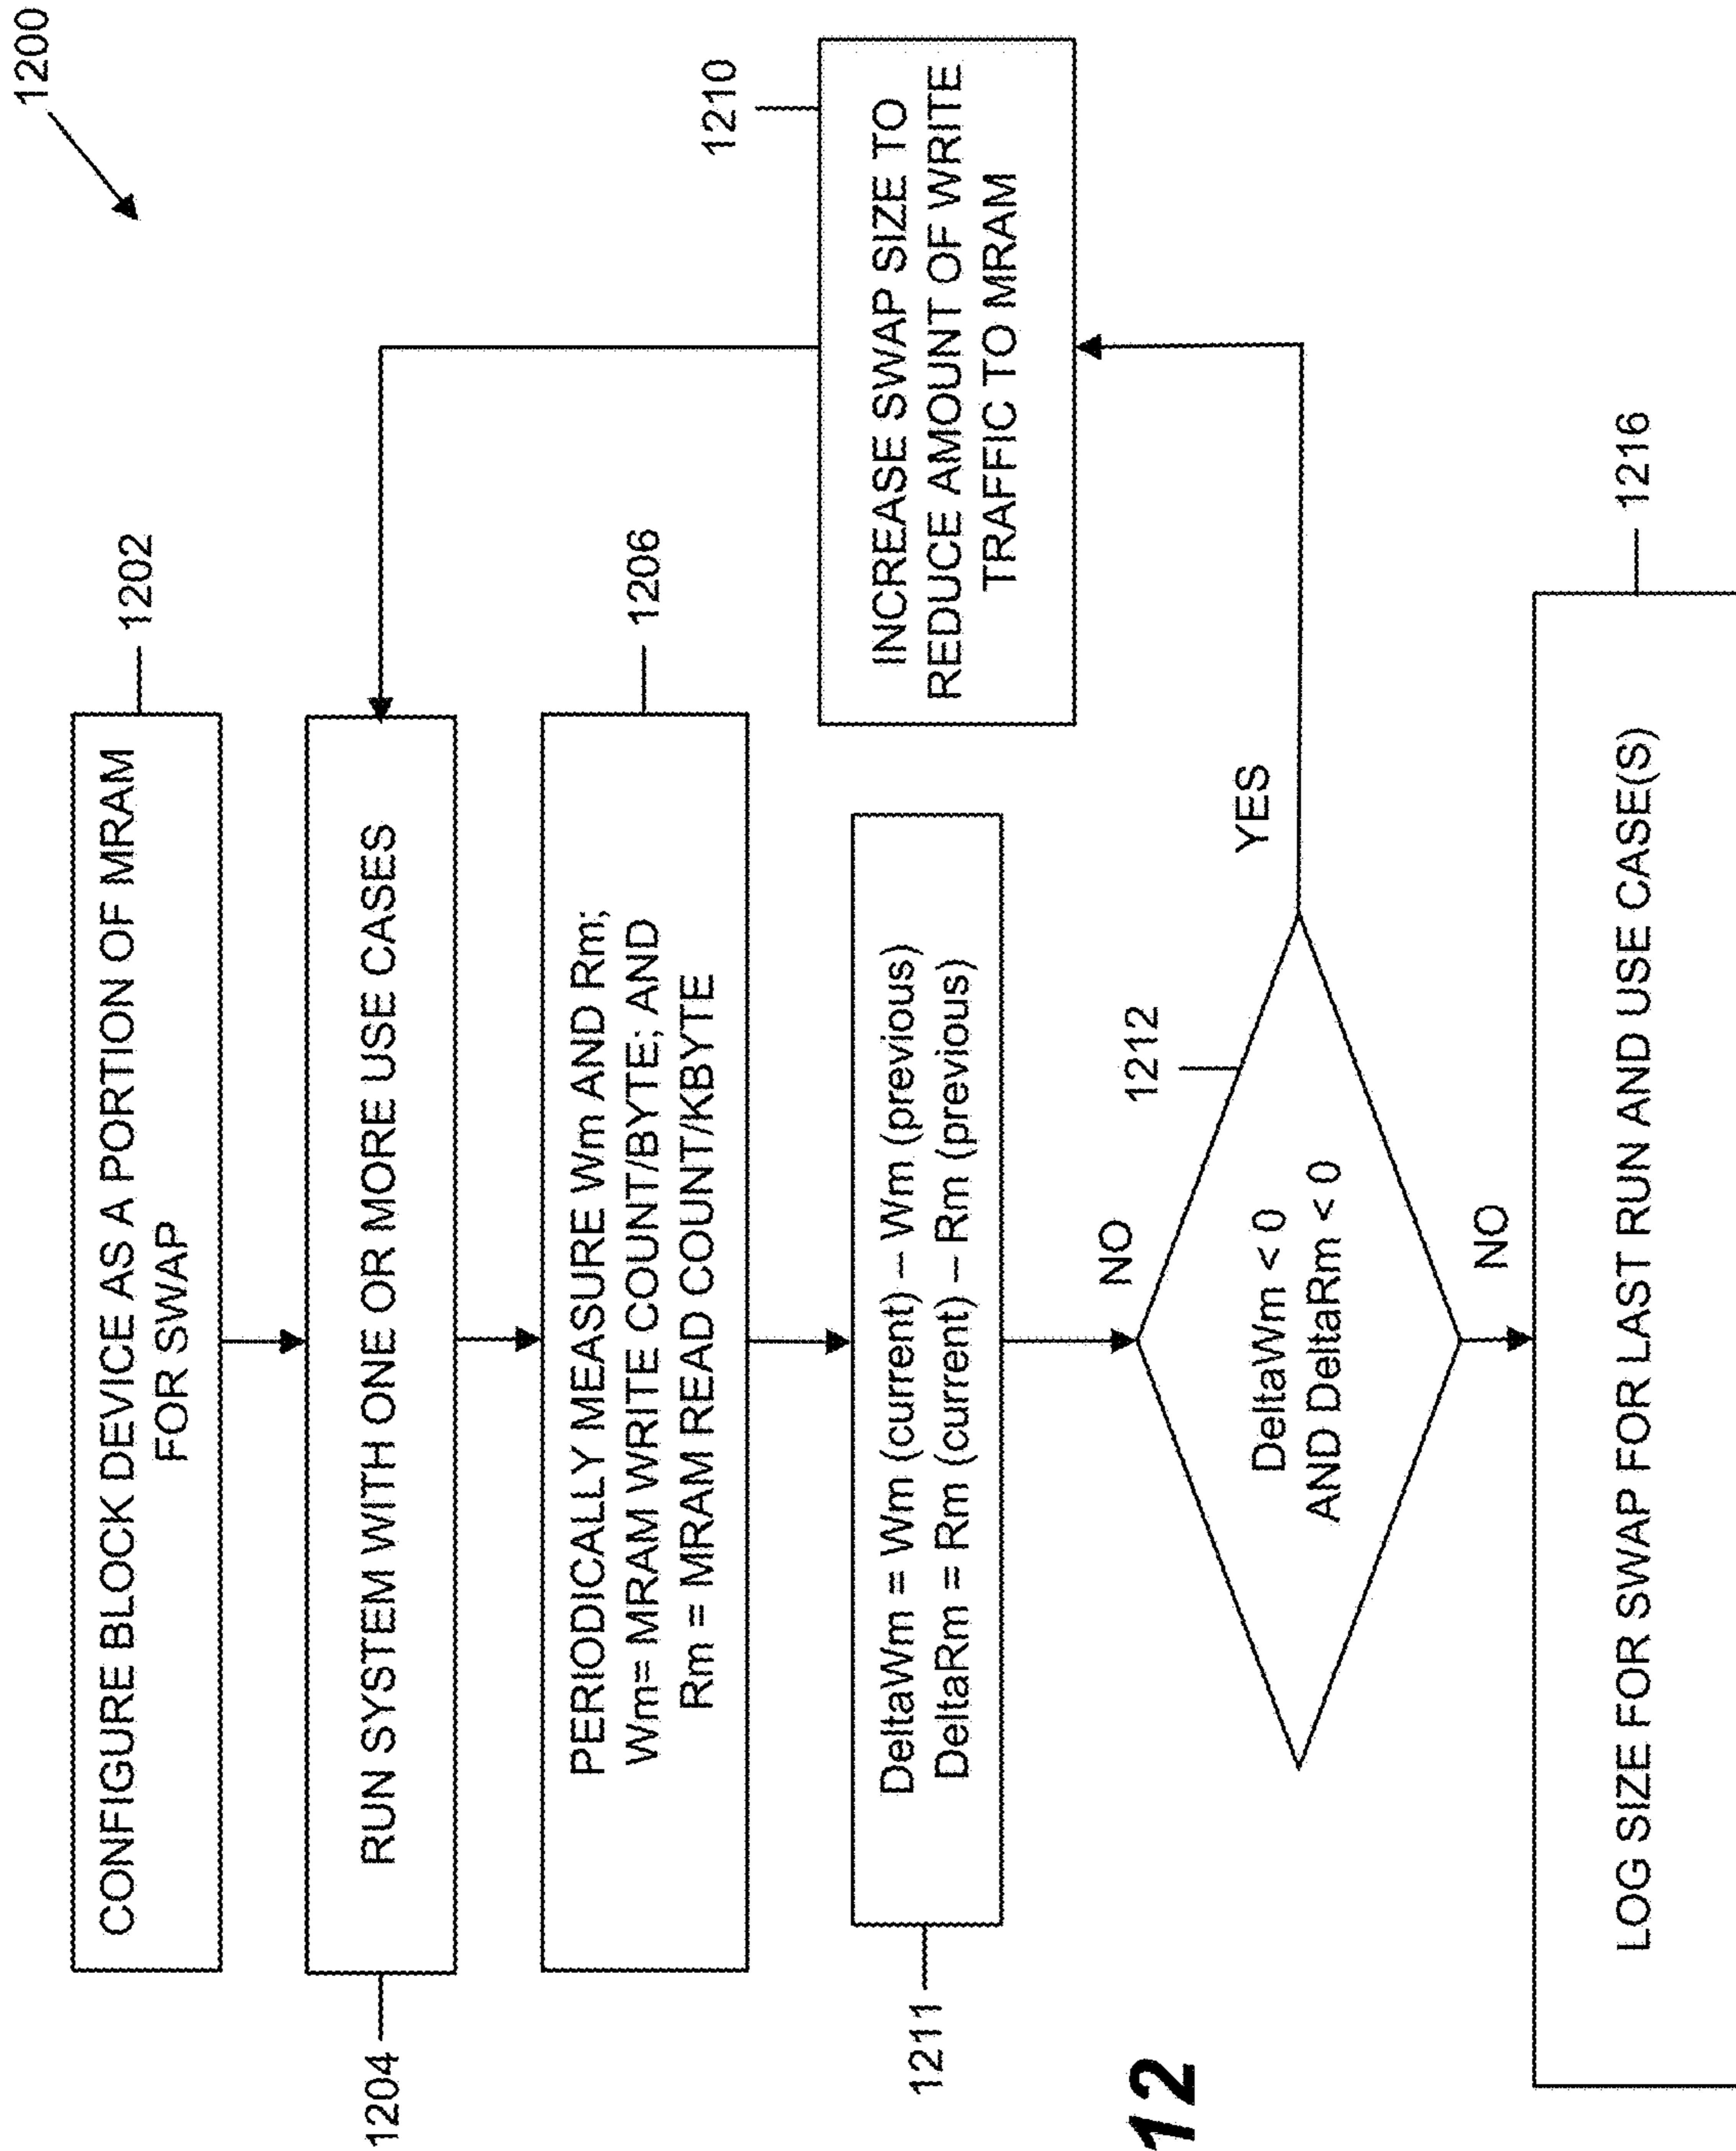 1200
CONFIGURE BLOCK DEVICE AS A PORTION OF MRAM
FOR SWAP
1202
RUN SYSTEM WITH ONE OR MORE USE CASES
1204
PERIODICALLY MEASURE Wm AND Rm;
Wm= MRAM WRITE COUNT/BYTE; AND
Rm = MRAM READ COUNT/KBYTE
1206
INCREASE SWAP SIZE TO
REDUCE AMOUNT OF WRITE
TRAFFIC TO MRAM
1210
DeltaWm = Wm (current) – Wm (previous)
DeltaRm = Rm (current) – Rm (previous)
1211
NO
1212
DeltaWm < 0
AND DeltaRm < 0
YES
NO
LOG SIZE FOR SWAP FOR LAST RUN AND USE CASE(S)
1216
12